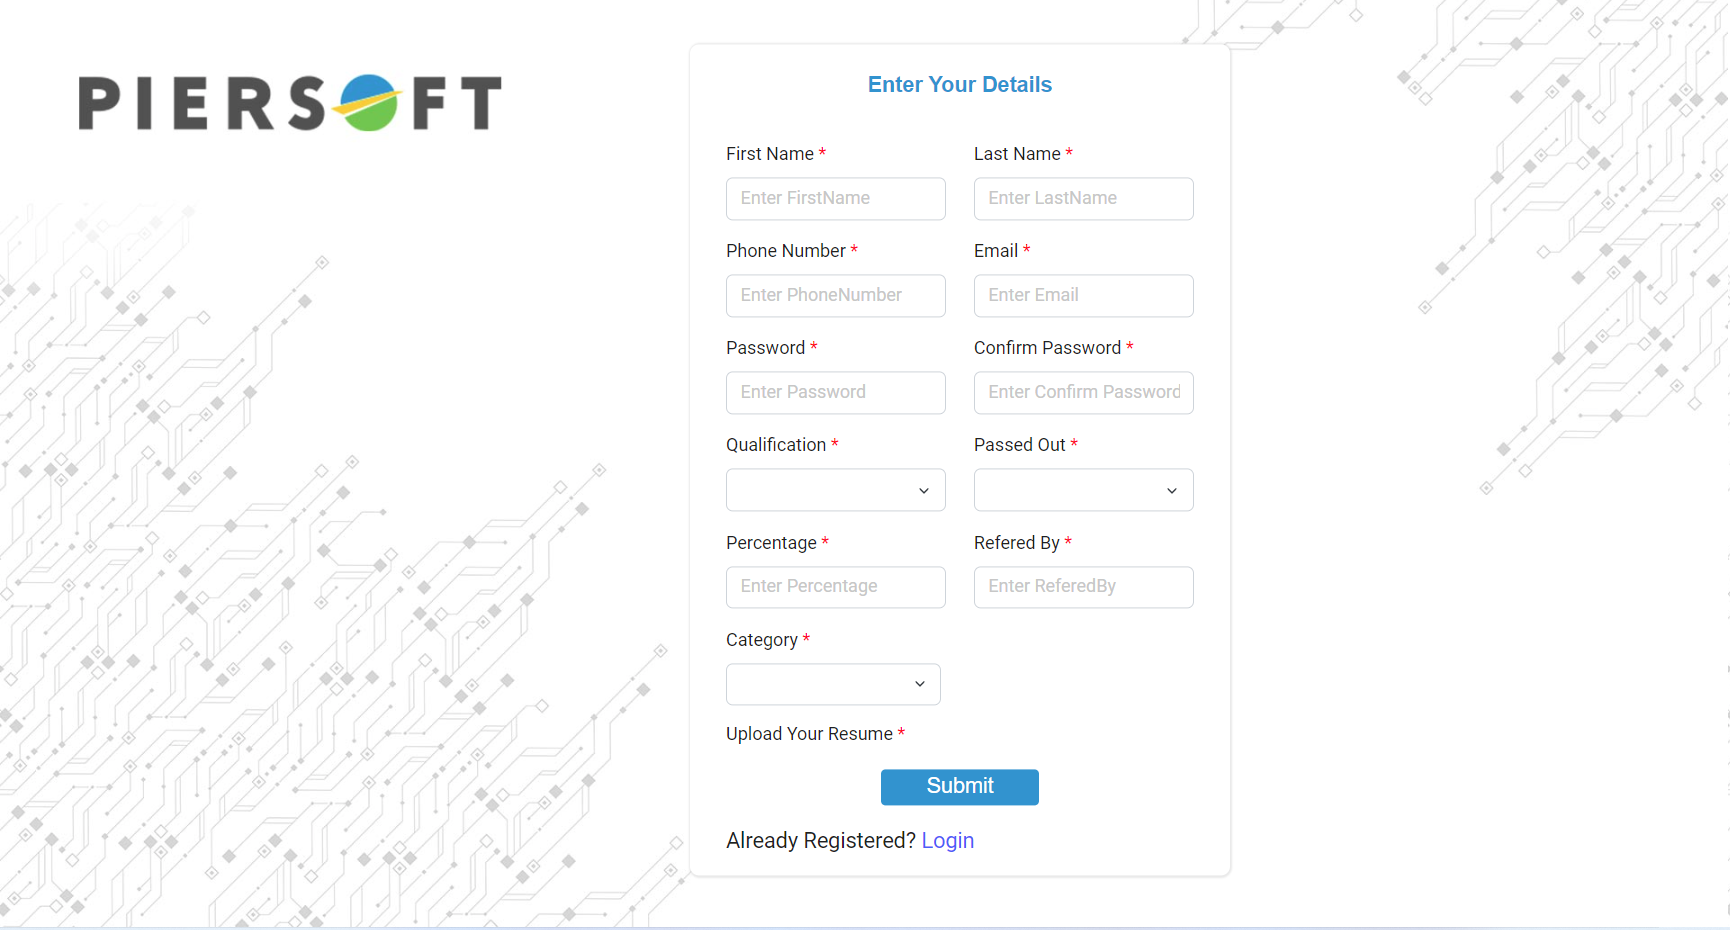 PIERSOFT
Enter Your Details
First Name * Last Name *
Enter FirstName Enter LastName
Phone Number * Email *
Enter PhoneNumber Enter Email
Password * Confirm Password *
Enter Password Enter Confirm Password
Qualification * Passed Out *
Percentage * Refered By *
Enter Percentage Enter ReferedBy
Category *
Upload Your Resume *
Submit
Already Registered? Login